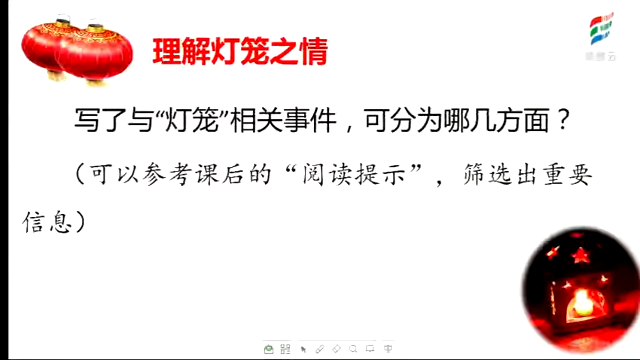 理解灯笼之情
写了与“灯笼”相关事件，可分为哪几方面？
（可以参考课后的“阅读提示”，筛选出重要
信息）